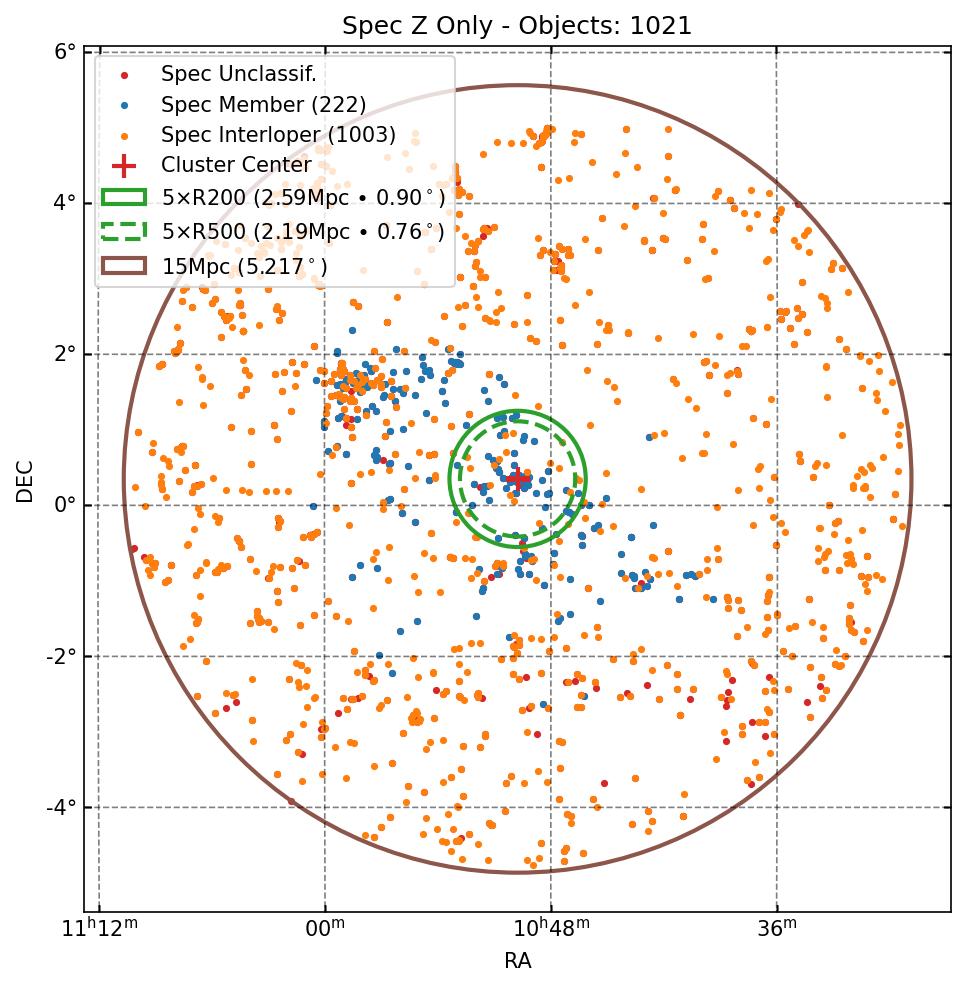 Spec Z Only - Objects: 1021
6°
Spec Unclassif.
Spec Member (222)
Spec Interloper (1003)
Cluster Center
5×R200 (2.59Mpc • 0.90°)
5×R500 (2.19Mpc • 0.76°)
15Mpc (5.217°)
4°
2°
0°
-2°
-4°
DEC
11ʰ12ᵐ 00ᵐ 10ʰ48ᵐ 36ᵐ
RA